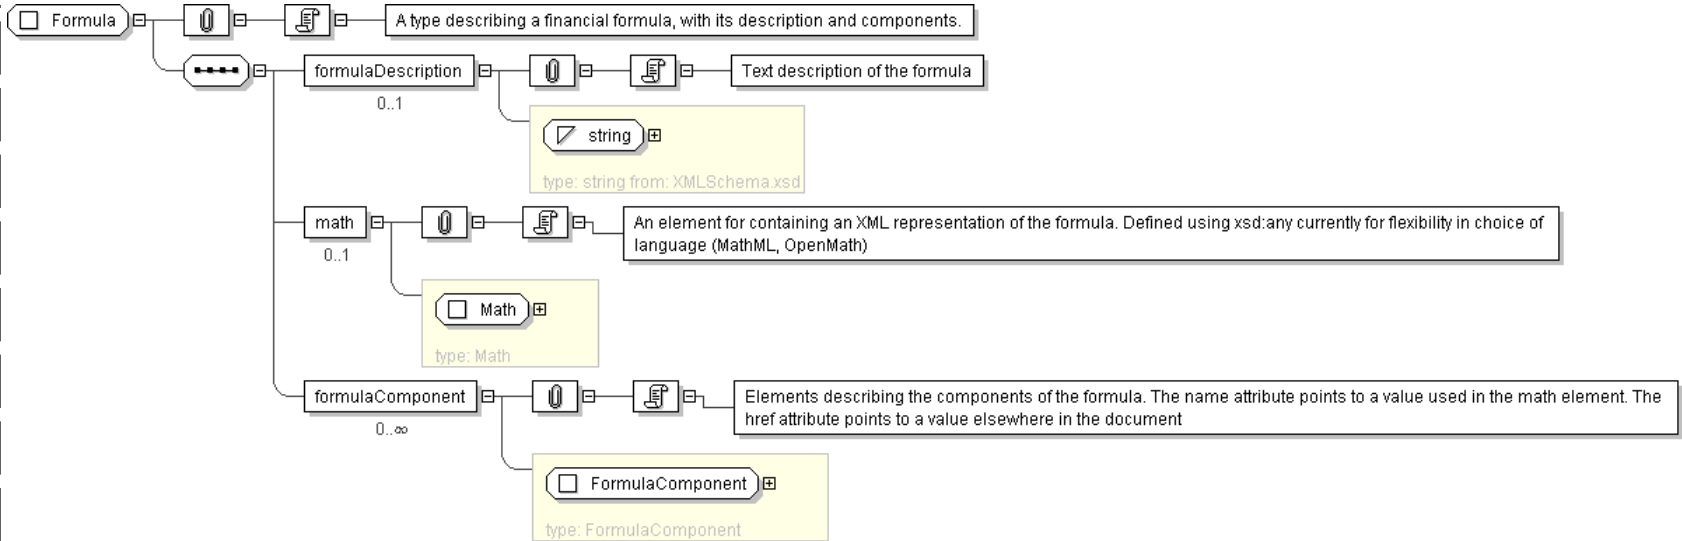 Formula
A type describing a financial formula, with its description and components.
formulaDescription
Text description of the formula
0..1
string
type: string from: XMLSchema.xsd
math
An element for containing an XML representation of the formula. Defined using xsd:any currently for flexibility in choice of
language (MathML, OpenMath)
0..1
Math
type: Math
formulaComponent
Elements describing the components of the formula. The name attribute points to a value used in the math element. The
href attribute points to a value elsewhere in the document
0..∞
FormulaComponent
type: FormulaComponent